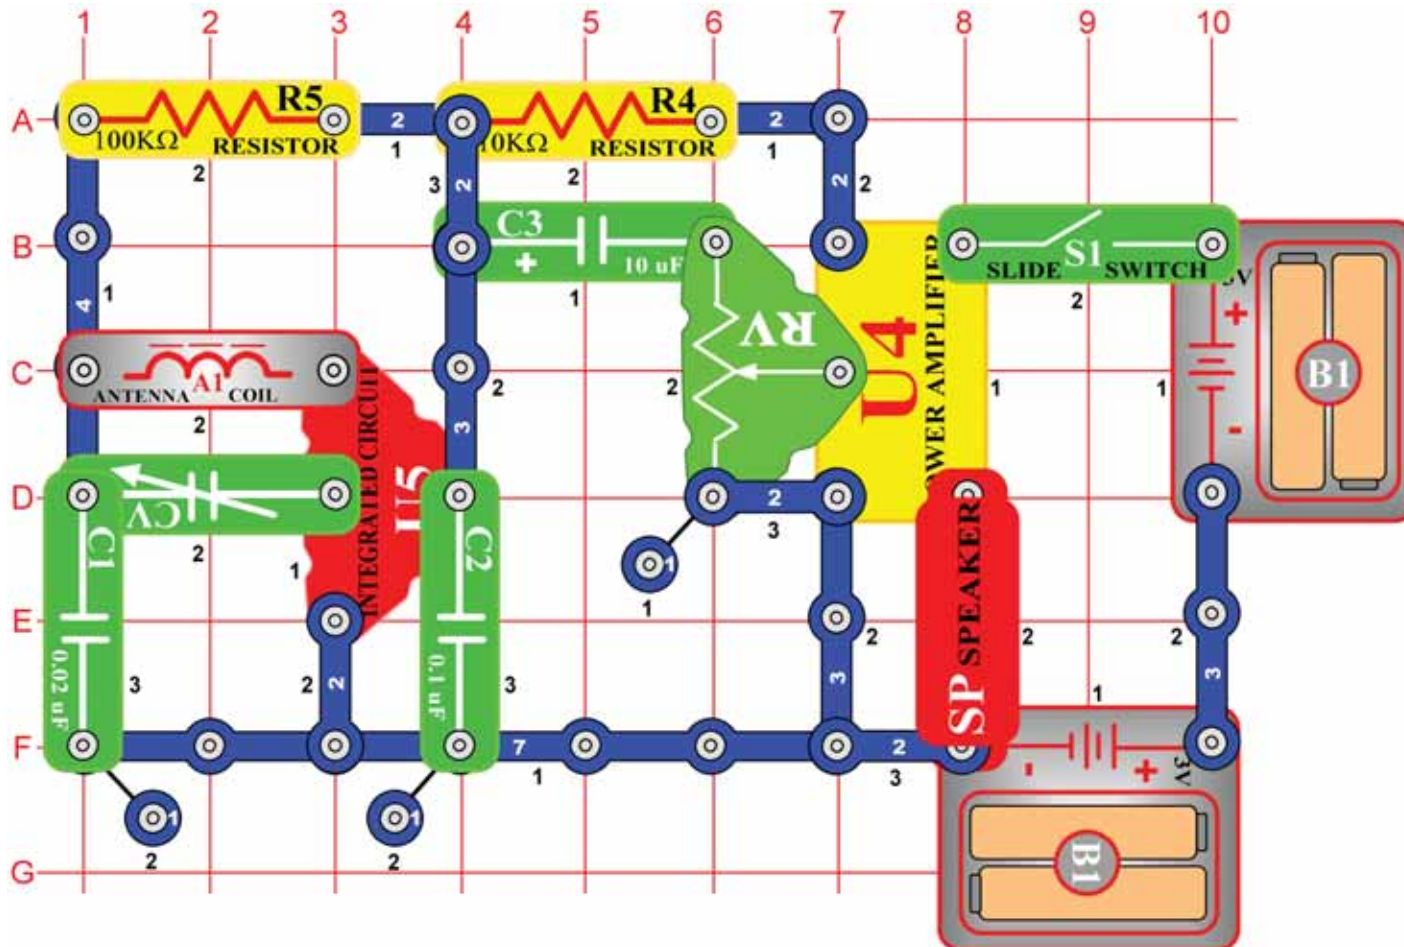 1 2 3 4 5 6 7 8 9 10
A
R5
100KΩ RESISTOR
2
2
1
R4
10KΩ RESISTOR
2
2
1
3 2
2 2
B
C3
+
10 uF
1
S1
SLIDE SWITCH
2
3V
+
-
B1
1
4 1
C
A1
ANTENNA COIL
2
2
3
RV
2
U4
POWER AMPLIFIER
1
D
CV
2
U5
INTEGRATED CIRCUIT
1
2
3
1
1
E
C1
0.02 uF
3
2 2
C2
0.1 uF
3
3 2
SP SPEAKER
2
2
3
F
7
1
2
3
1
- +
3V
B1
1
2
1
2
G